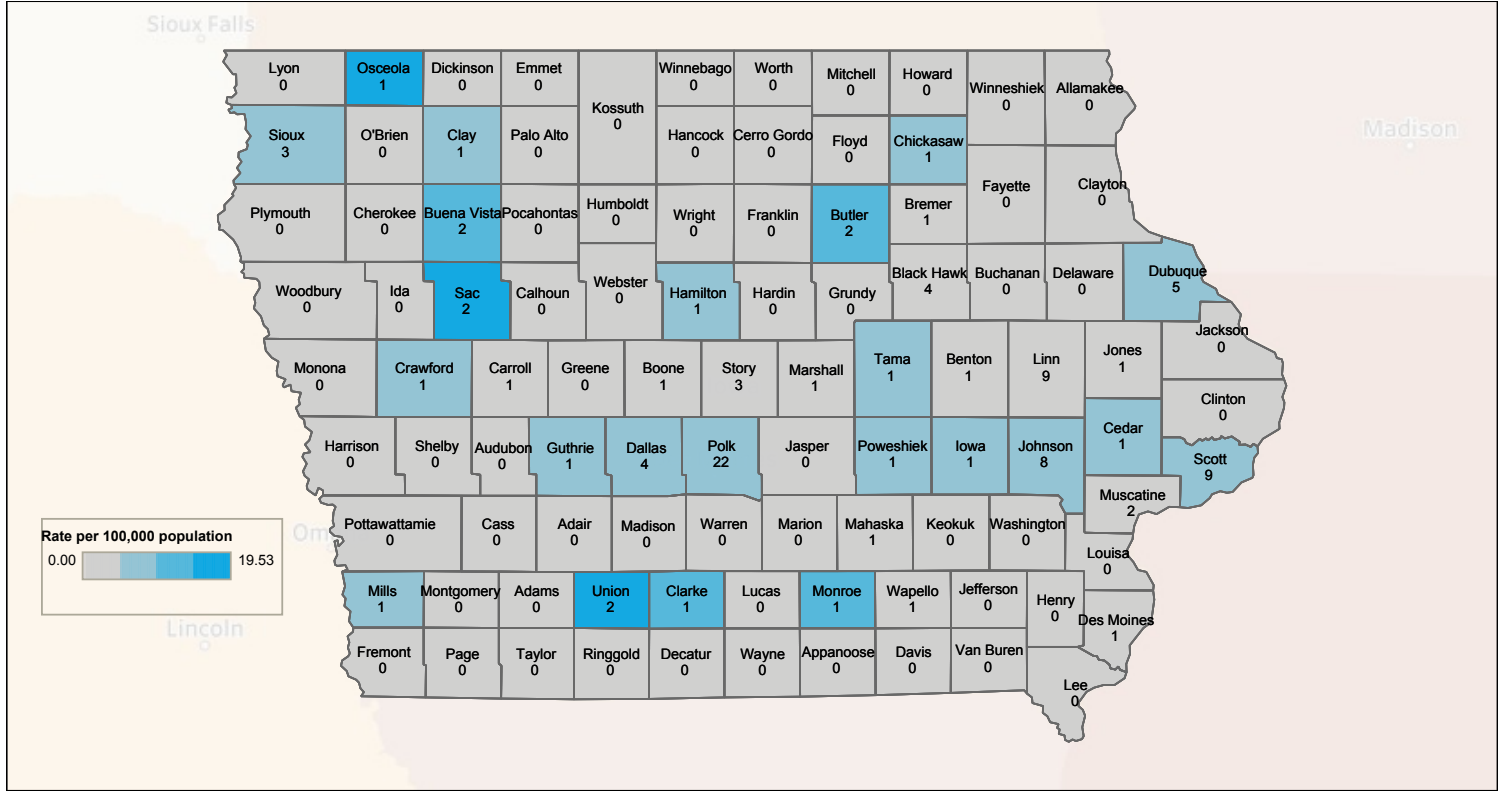 Sioux Falls
Lyon
0
Osceola
1
Dickinson
0
Emmet
0
Kossuth
0
Winnebago
0
Worth
0
Mitchell
0
Howard
0
Winneshiek
0
Allamakee
0
Madison
Sioux
3
O'Brien
0
Clay
1
Palo Alto
0
Hancock
0
Cerro Gordo
0
Floyd
0
Chickasaw
1
Fayette
0
Clayton
0
Plymouth
0
Cherokee
0
Buena Vista
2
Pocahontas
0
Humboldt
0
Wright
0
Franklin
0
Butler
2
Bremer
1
Woodbury
0
Ida
0
Sac
2
Calhoun
0
Webster
0
Hamilton
1
Hardin
0
Grundy
0
Black Hawk
4
Buchanan
0
Delaware
0
Dubuque
5
Jackson
0
Monona
0
Crawford
1
Carroll
1
Greene
0
Boone
1
Story
3
Marshall
1
Tama
1
Benton
1
Linn
9
Jones
1
Clinton
0
Harrison
0
Shelby
0
Audubon
0
Guthrie
1
Dallas
4
Polk
22
Jasper
0
Poweshiek
1
Iowa
1
Johnson
8
Cedar
1
Scott
9
Muscatine
2
Rate per 100,000 population
0.00
19.53
Om
Pottawattamie
0
Cass
0
Adair
0
Madison
0
Warren
0
Marion
0
Mahaska
1
Keokuk
0
Washington
0
Louisa
0
Mills
1
Montgomery
0
Adams
0
Union
2
Clarke
1
Lucas
0
Monroe
1
Wapello
1
Jefferson
0
Henry
0
Des Moines
1
Lincoln
Fremont
0
Page
0
Taylor
0
Ringgold
0
Decatur
0
Wayne
0
Appanoose
0
Davis
0
Van Buren
0
Lee
0